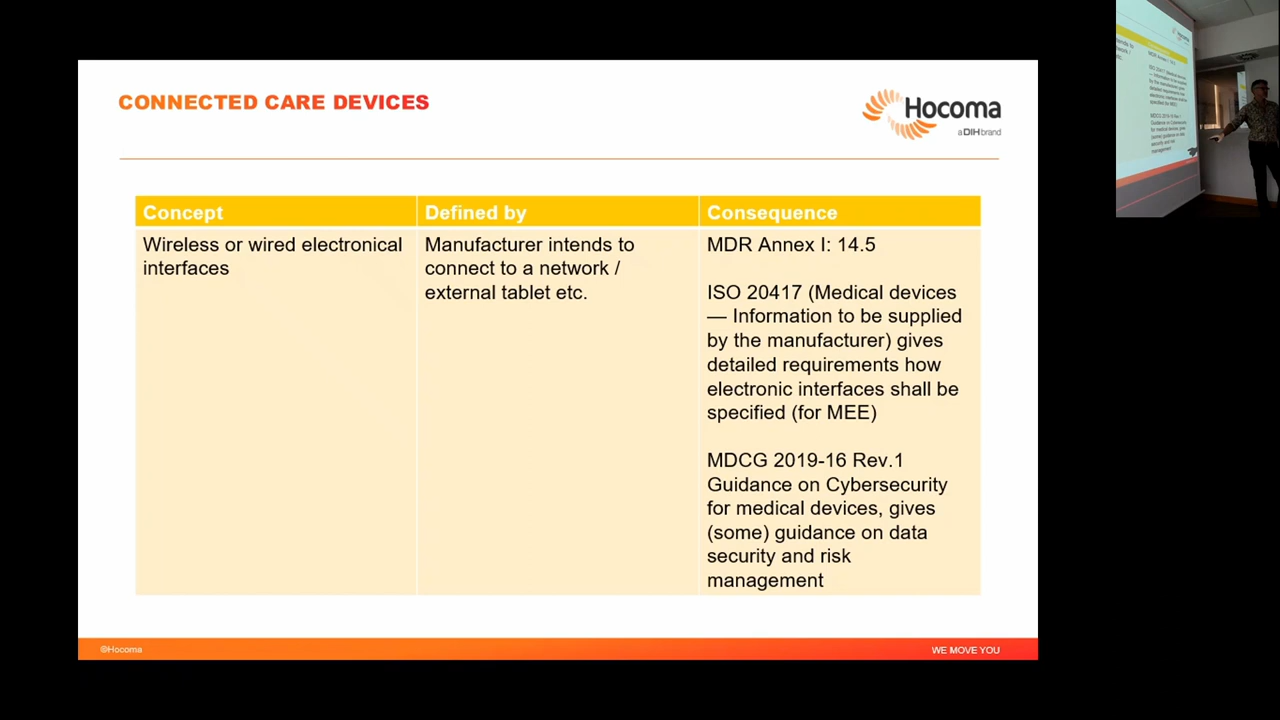 CONNECTED CARE DEVICES
Hocoma
a DIH brand
Concept
Defined by
Consequence
Wireless or wired electronical
interfaces
Manufacturer intends to
connect to a network /
external tablet etc.
MDR Annex I: 14.5
ISO 20417 (Medical devices
— Information to be supplied
by the manufacturer) gives
detailed requirements how
electronic interfaces shall be
specified (for MEE)
MDCG 2019-16 Rev.1
Guidance on Cybersecurity
for medical devices, gives
(some) guidance on data
security and risk
management
©Hocoma
WE MOVE YOU